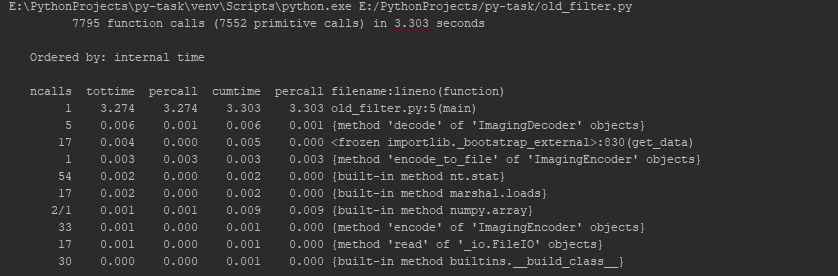 E:\PythonProjects\py-task\venv\Scripts\python.exe E:/PythonProjects/py-task/old_filter.py
7795 function calls (7552 primitive calls) in 3.303 seconds
Ordered by: internal time
ncalls tottime percall cumtime percall filename:lineno(function)
1 3.274 3.274 3.303 3.303 old_filter.py:5(main)
5 0.006 0.001 0.006 0.001 {method 'decode' of 'ImagingDecoder' objects}
17 0.004 0.000 0.005 0.000 <frozen importlib._bootstrap_external>:830(get_data)
1 0.003 0.003 0.003 0.003 {method 'encode_to_file' of 'ImagingEncoder' objects}
54 0.002 0.000 0.002 0.000 {built-in method nt.stat}
17 0.002 0.000 0.002 0.000 {built-in method marshal.loads}
2/1 0.001 0.001 0.009 0.009 {built-in method numpy.array}
33 0.001 0.000 0.001 0.000 {method 'encode' of 'ImagingEncoder' objects}
17 0.001 0.000 0.001 0.000 {method 'read' of '_io.FileIO' objects}
30 0.000 0.000 0.001 0.000 {built-in method builtins.__build_class__}